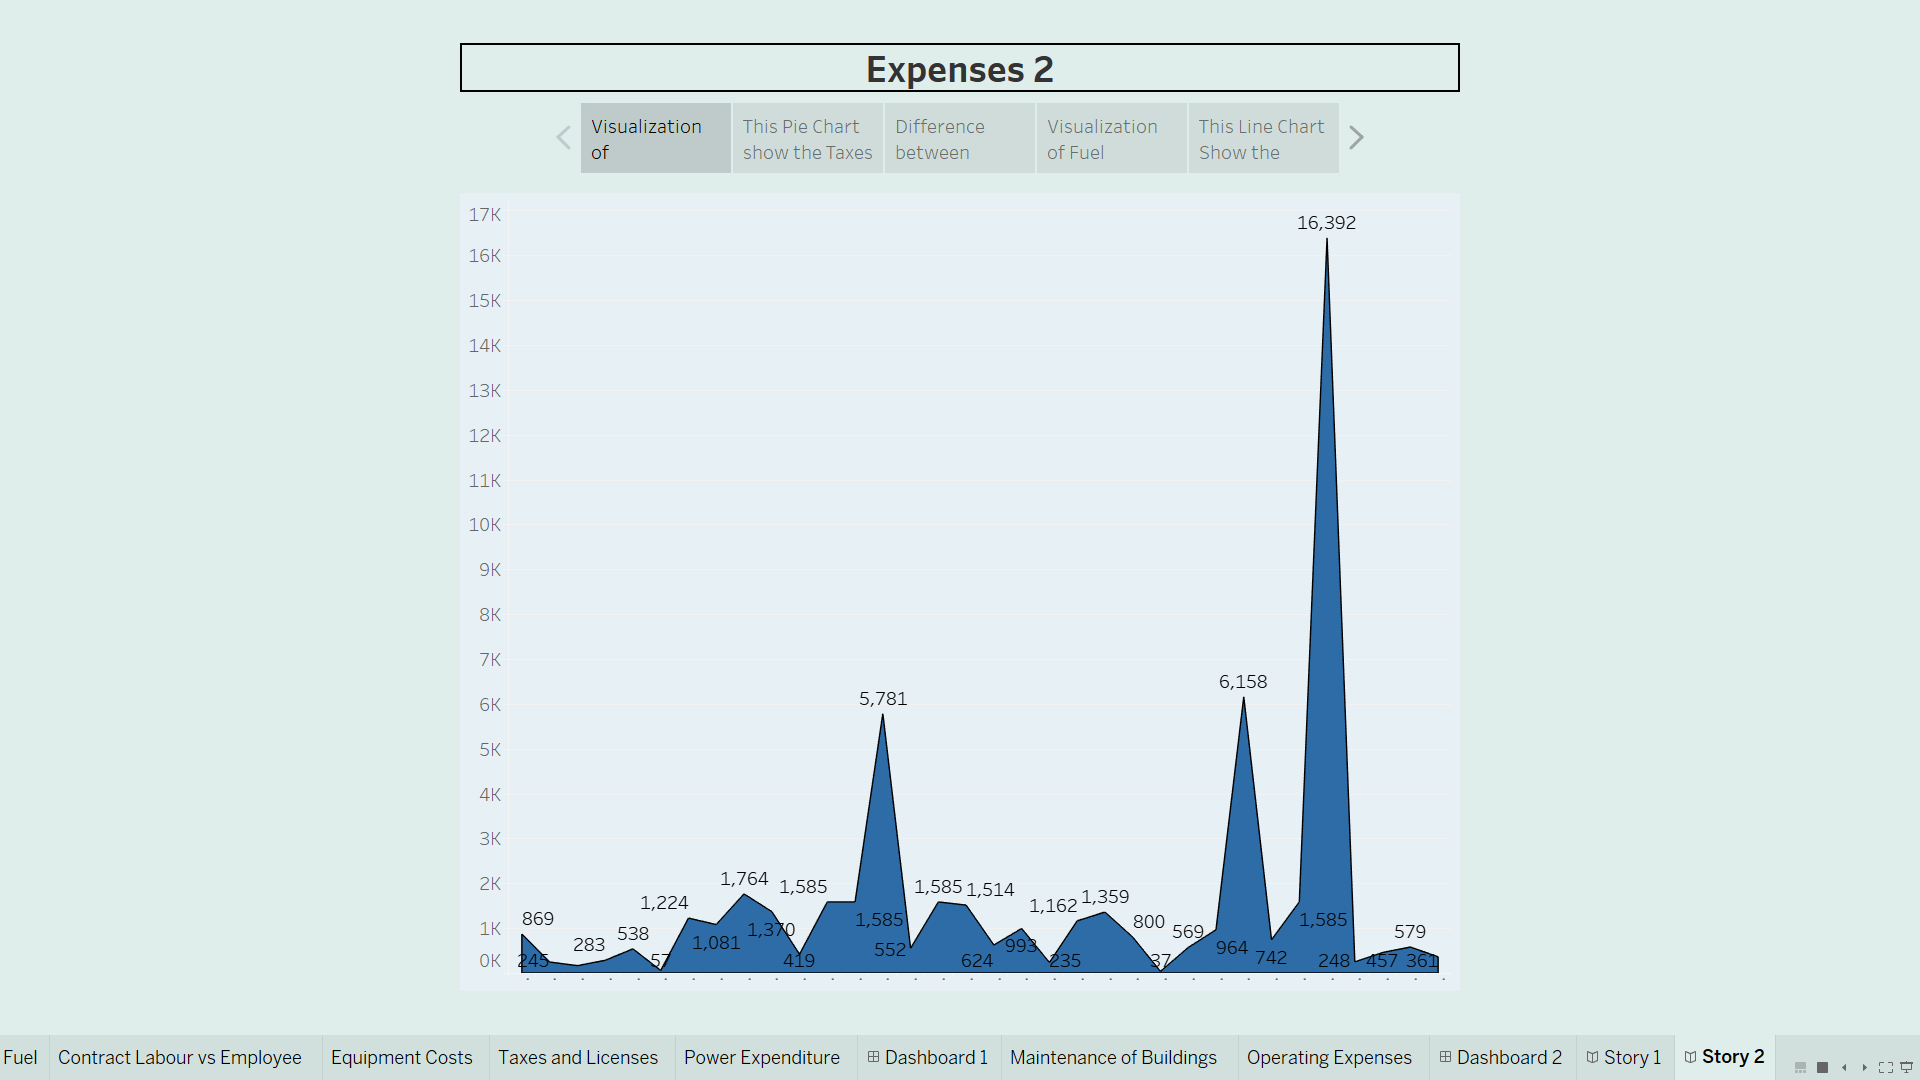 Expenses 2
Visualization
of
This Pie Chart
show the Taxes
Difference
between
Visualization
of Fuel
This Line Chart
Show the
17K
16K
15K
14K
13K
12K
11K
10K
9K
8K
7K
6K
5K
4K
3K
2K
1K
0K
16,392
6,158
5,781
1,764
1,585
1,585
1,514
1,359
1,224
1,162
869
1,585
1,585
800
1,370
569
579
538
1,081
283
993
964
552
742
245
57
419
624
235
37
248
457
361
Fuel
Contract Labour vs Employee
Equipment Costs
Taxes and Licenses
Power Expenditure
Dashboard 1
Maintenance of Buildings
Operating Expenses
Dashboard 2
Story 1
Story 2